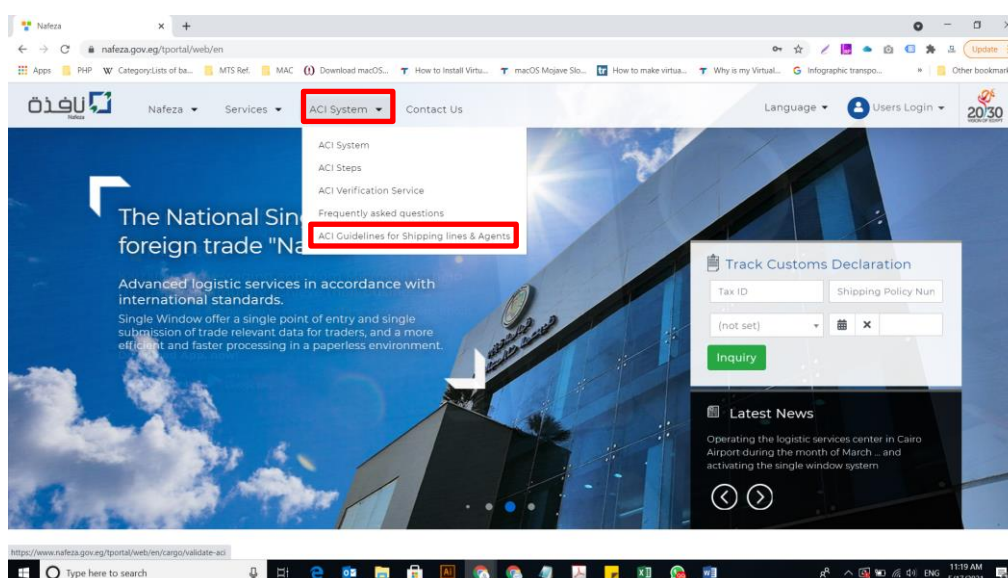 Nafeza
nafeza.gov.eg/tportal/web/en
Update
Apps PHP Category:Lists of ba... MTS Ref. MAC Download macOS... How to Install Virtu... macOS Mojave Slo... How to make virtua... Why is my Virtual... Infographic transpo... » Other bookmark
نافذة
Nafeza
Nafeza Services ACI System Contact Us Language Users Login
20/30
VISION OF EGYPT
ACI System
ACI Steps
ACI Verification Service
Frequently asked questions
ACI Guidelines for Shipping lines & Agents
The National Sin
foreign trade "Na
Advanced logistic services in accordance with
international standards.
Single Window offer a single point of entry and single
submission of trade relevant data for traders, and a more
efficient and faster processing in a paperless environment.
Track Customs Declaration
Tax ID Shipping Policy Nun
(not set)
Inquiry
Latest News
Operating the logistic services center in Cairo
Airport during the month of March ... and
activating the single window system
https://www.nafeza.gov.eg/tportal/web/en/cargo/validate-aci
Type here to search
ENG 11:19 AM